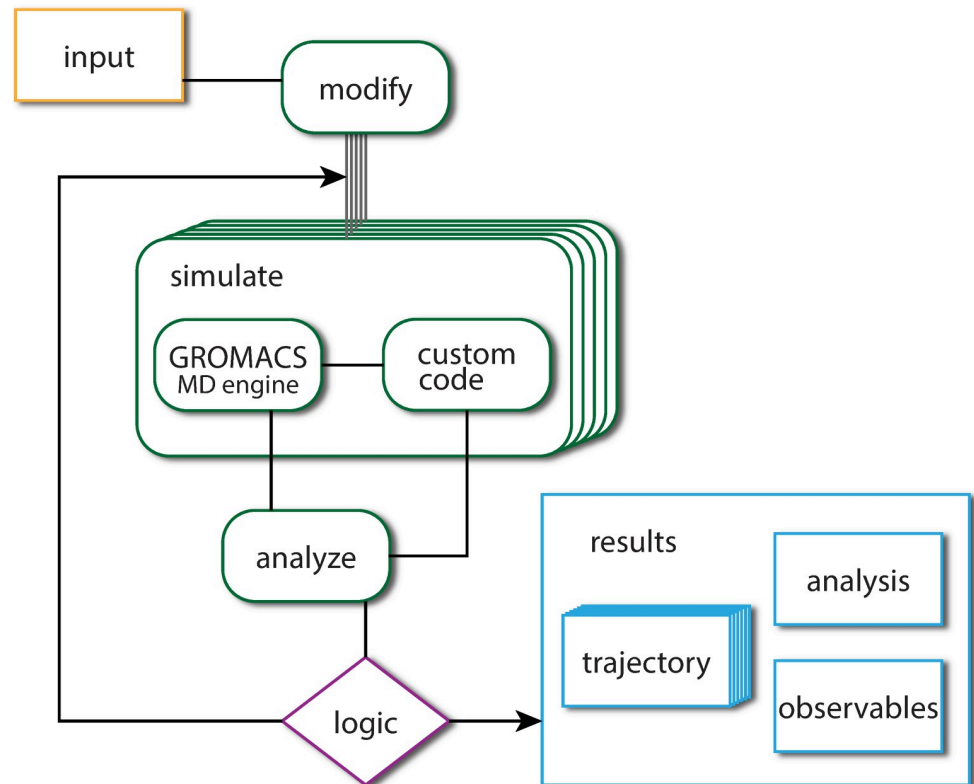 input
modify
simulate
GROMACS
MD engine
custom
code
analyze
results
analysis
trajectory
observables
logic